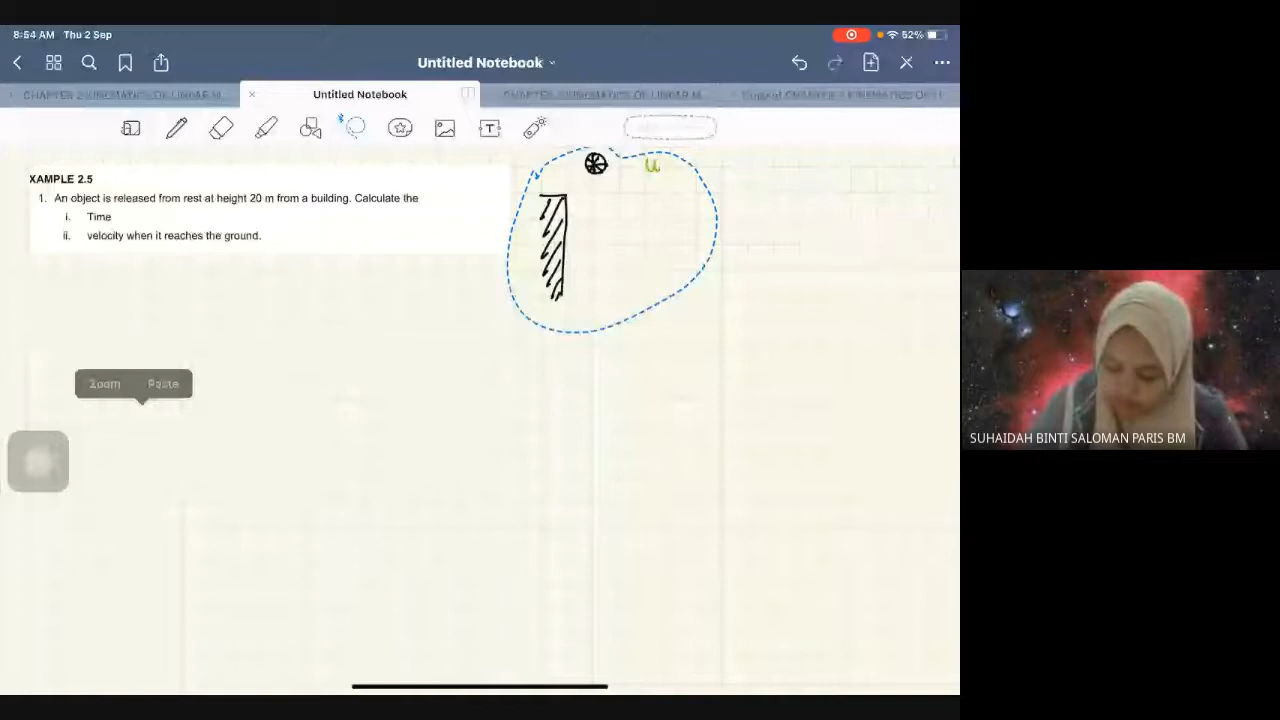 8:54 AM Thu 2 Sep
52%
Untitled Notebook
Untitled Notebook
XAMPLE 2.5
1. An object is released from rest at height 20 m from a building. Calculate the
i. Time
ii. velocity when it reaches the ground.
u
Zoom Paste
SUHAIDAH BINTI SALOMAN PARIS BM